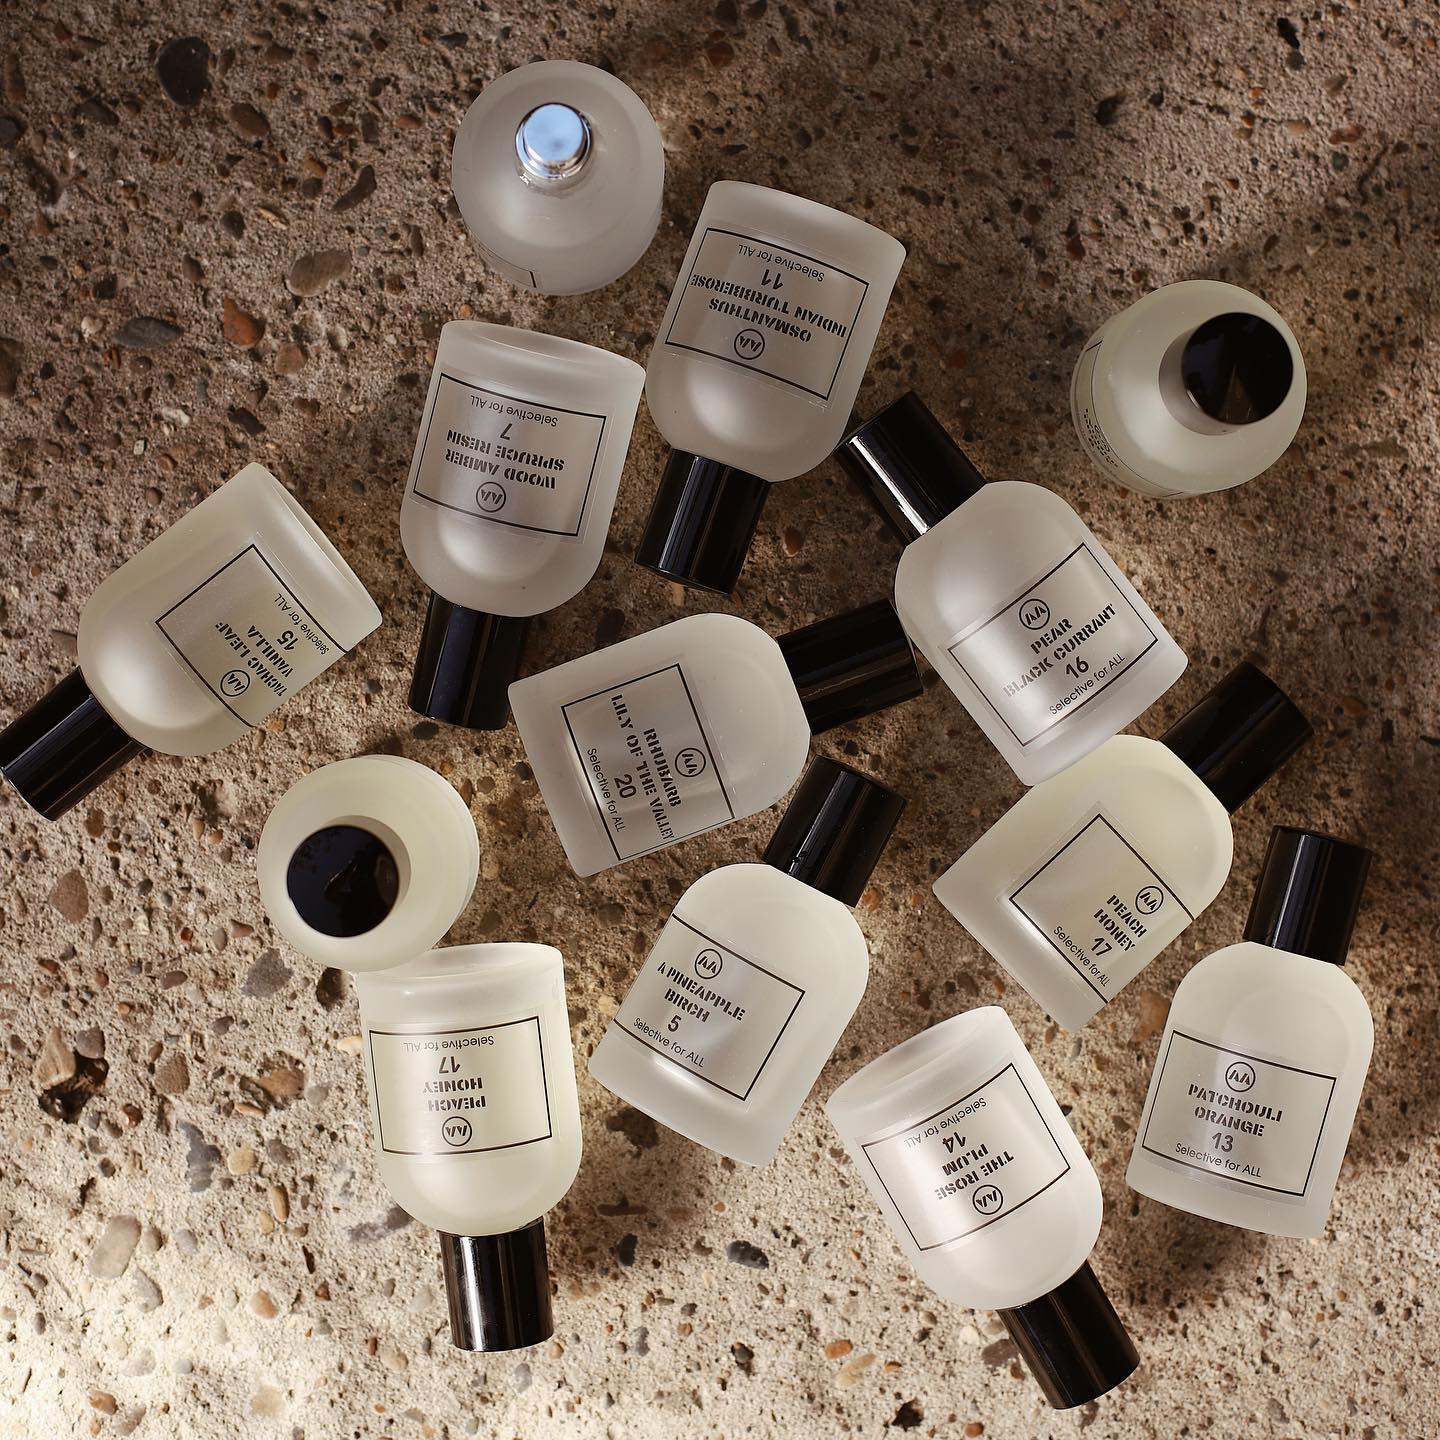 OSMANTHUS
INDIAN
11
Selective for ALL
WOOD AMBER
SPRUCE RESIN
7
Selective for ALL
LEAF
VANILLA
15
Selective for ALL
PEAR
BLACK CURRANT
16
Selective for ALL
RHUBARB
LILY OF THE VALLEY
20
Selective for ALL
PEACH
HONEY
17
Selective for ALL
A PINEAPPLE
BIRCH
5
Selective for ALL
PEACH
HONEY
17
Selective for ALL
THE ROSE
PLUM
14
Selective for ALL
PATCHOULI
ORANGE
13
Selective for ALL